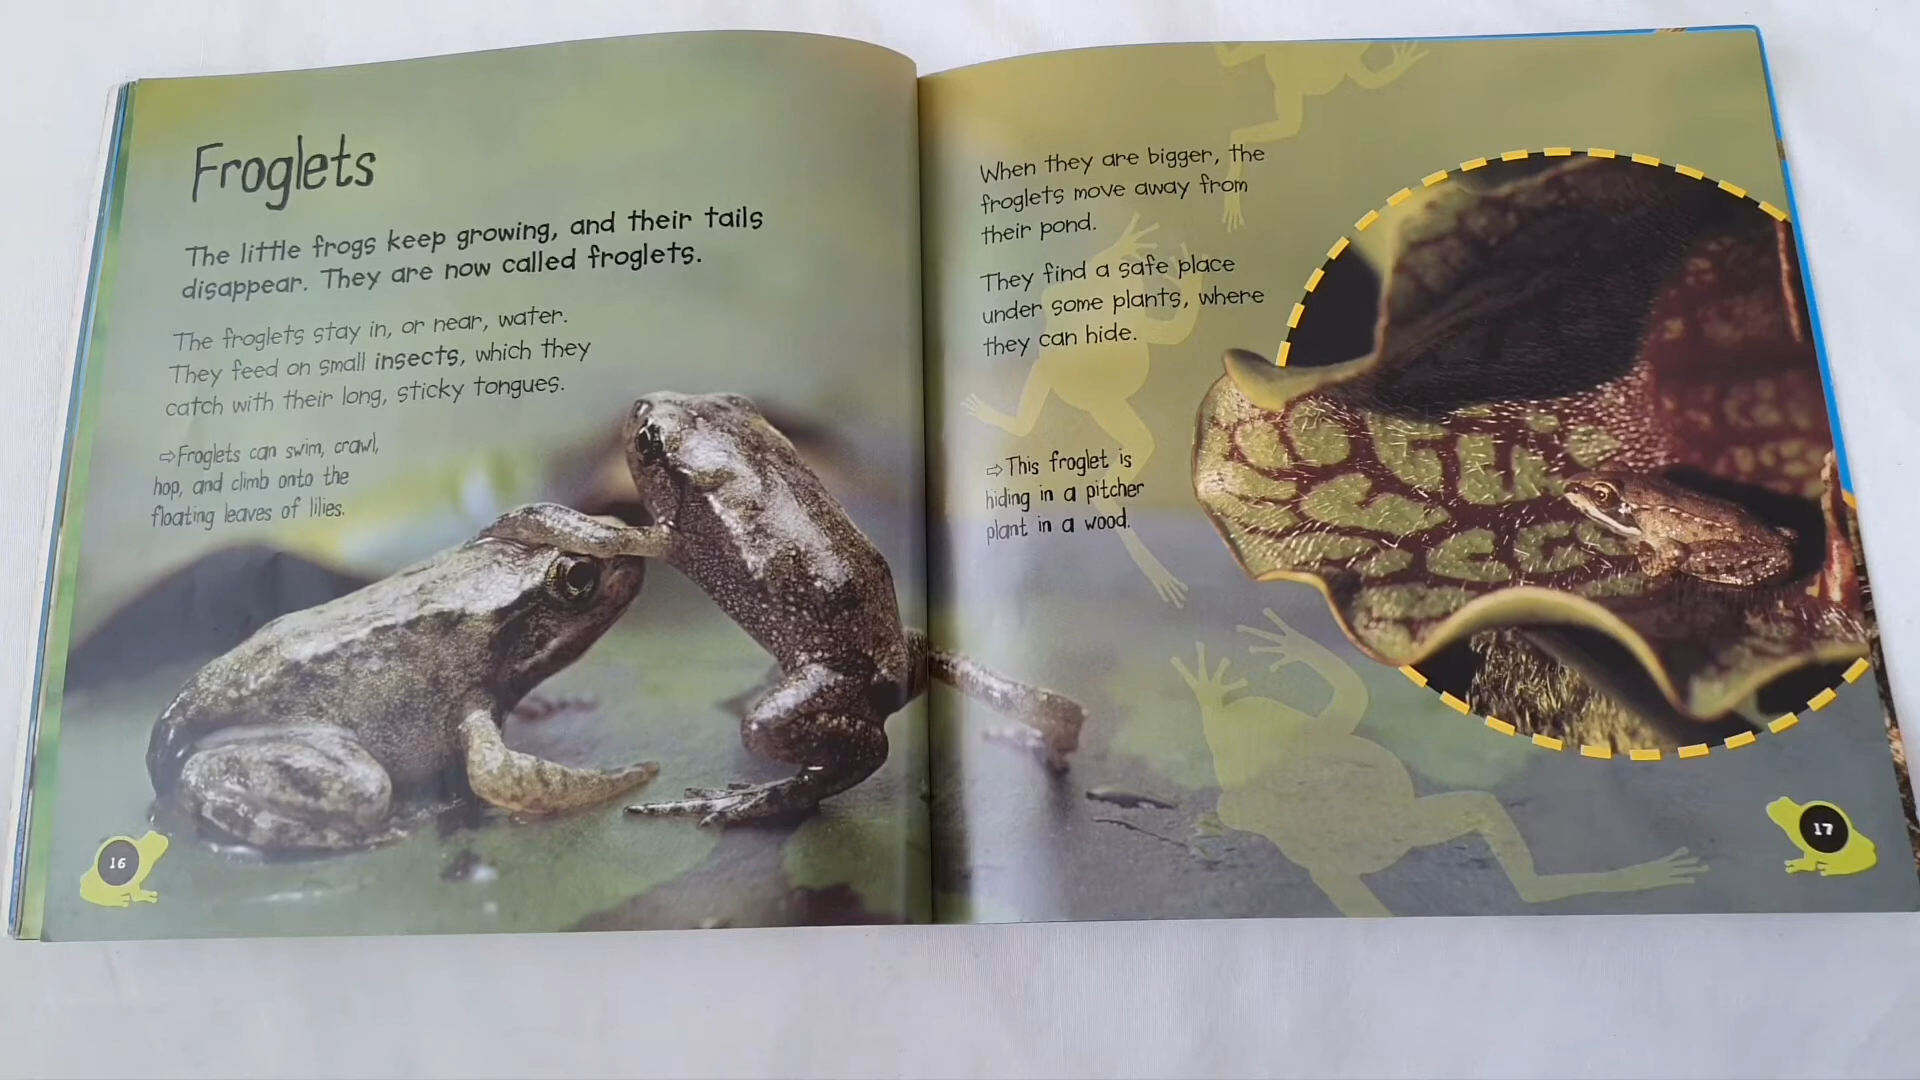 Froglets
The little frogs keep growing, and their tails
disappear. They are now called froglets.
The froglets stay in, or near, water.
They feed on small insects, which they
catch with their long, sticky tongues.
⇨Froglets can swim, crawl,
hop, and climb onto the
floating leaves of lilies.
16
When they are bigger, the
froglets move away from
their pond.
They find a safe place
under some plants, where
they can hide.
⇨This froglet is
hiding in a pitcher
plant in a wood.
17